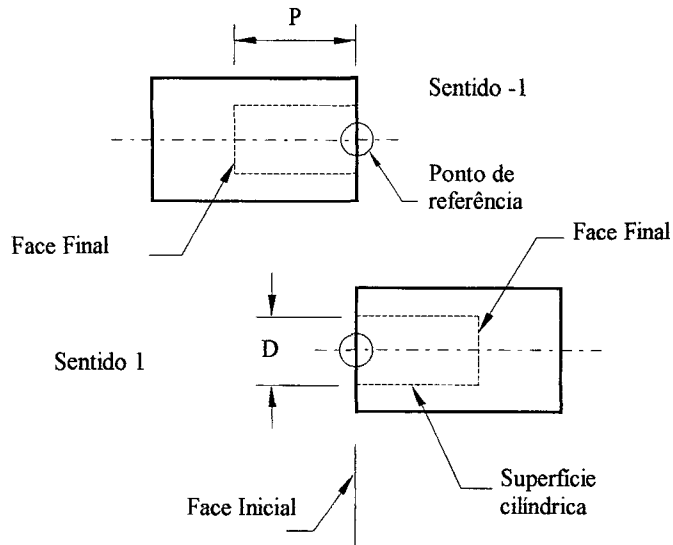 P
Sentido -1
Ponto de
referência
Face Final
Face Final
D
Sentido 1
Superfície
cilíndrica
Face Inicial